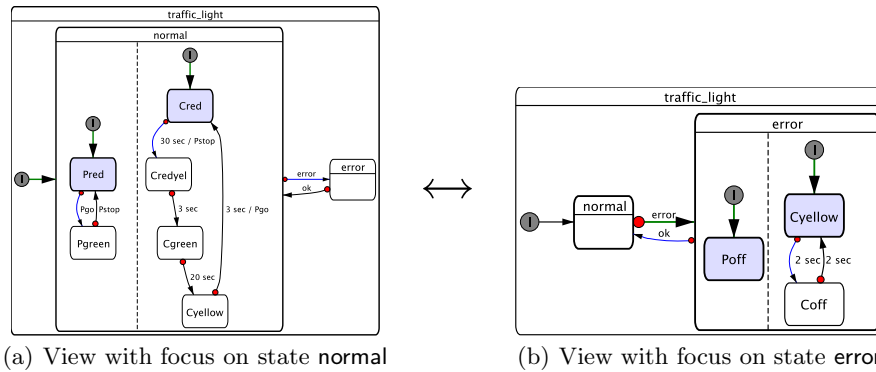 traffic_light
normal
I
Cred
30 sec / Pstop
I
Pred
Credyel
error
error
ok
I
Pgo
Pstop
3 sec
3 sec / Pgo
Pgreen
Cgreen
20 sec
Cyellow
(a) View with focus on state normal
traffic_light
error
I
I
Cyellow
normal
error
I
ok
Poff
2 sec
2 sec
Coff
(b) View with focus on state error